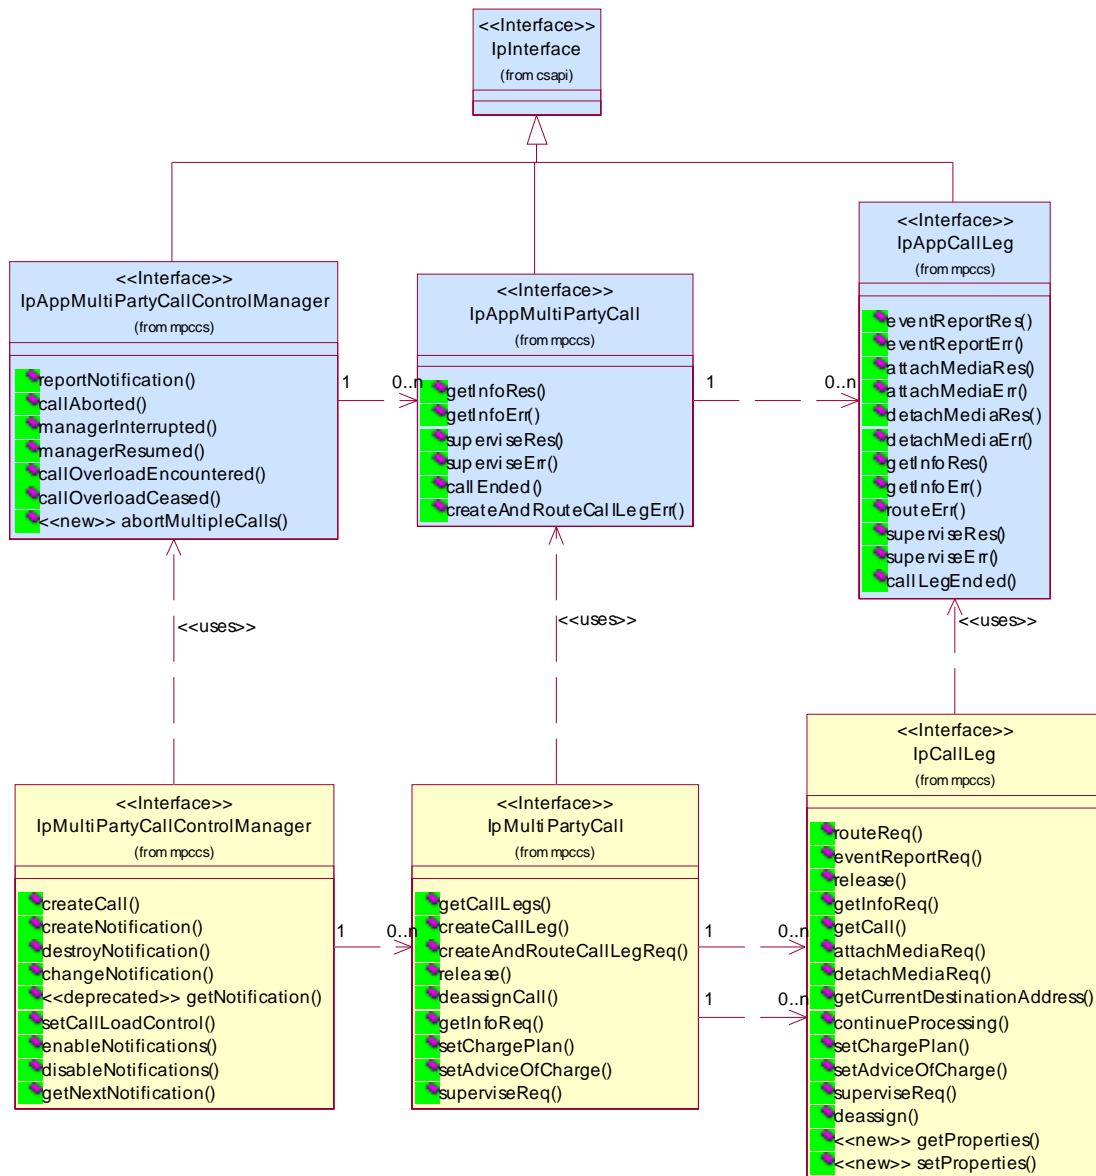 <<Interface>>
IpInterface
(from csapi)
<<Interface>>
IpAppCallLeg
(from mpccs)
eventReportRes()
eventReportErr()
attachMediaRes()
attachMediaErr()
detachMediaRes()
detachMediaErr()
getInfoRes()
getInfoErr()
routeErr()
superviseRes()
superviseErr()
callLegEnded()
<<Interface>>
IpAppMultiPartyCallControlManager
(from mpccs)
reportNotification()
callAborted()
managerInterrupted()
managerResumed()
callOverloadEncountered()
callOverloadCeased()
<<new>> abortMultipleCalls()
1
0..n
<<Interface>>
IpAppMultiPartyCall
(from mpccs)
getInfoRes()
getInfoErr()
superviseRes()
superviseErr()
callEnded()
createAndRouteCallLegErr()
1
0..n
<<uses>>
<<uses>>
<<uses>>
<<Interface>>
IpMultiPartyCallControlManager
(from mpccs)
createCall()
createNotification()
destroyNotification()
changeNotification()
<<deprecated>> getNotification()
setCallLoadControl()
enableNotifications()
disableNotifications()
getNextNotification()
1
0..n
<<Interface>>
IpMultiPartyCall
(from mpccs)
getCallLegs()
createCallLeg()
createAndRouteCallLegReq()
release()
deassignCall()
getInfoReq()
setChargePlan()
setAdviceOfCharge()
superviseReq()
1
0..n
1
0..n
<<Interface>>
IpCallLeg
(from mpccs)
routeReq()
eventReportReq()
release()
getInfoReq()
getCall()
attachMediaReq()
detachMediaReq()
getCurrentDestinationAddress()
continueProcessing()
setChargePlan()
setAdviceOfCharge()
superviseReq()
deassign()
<<new>> getProperties()
<<new>> setProperties()